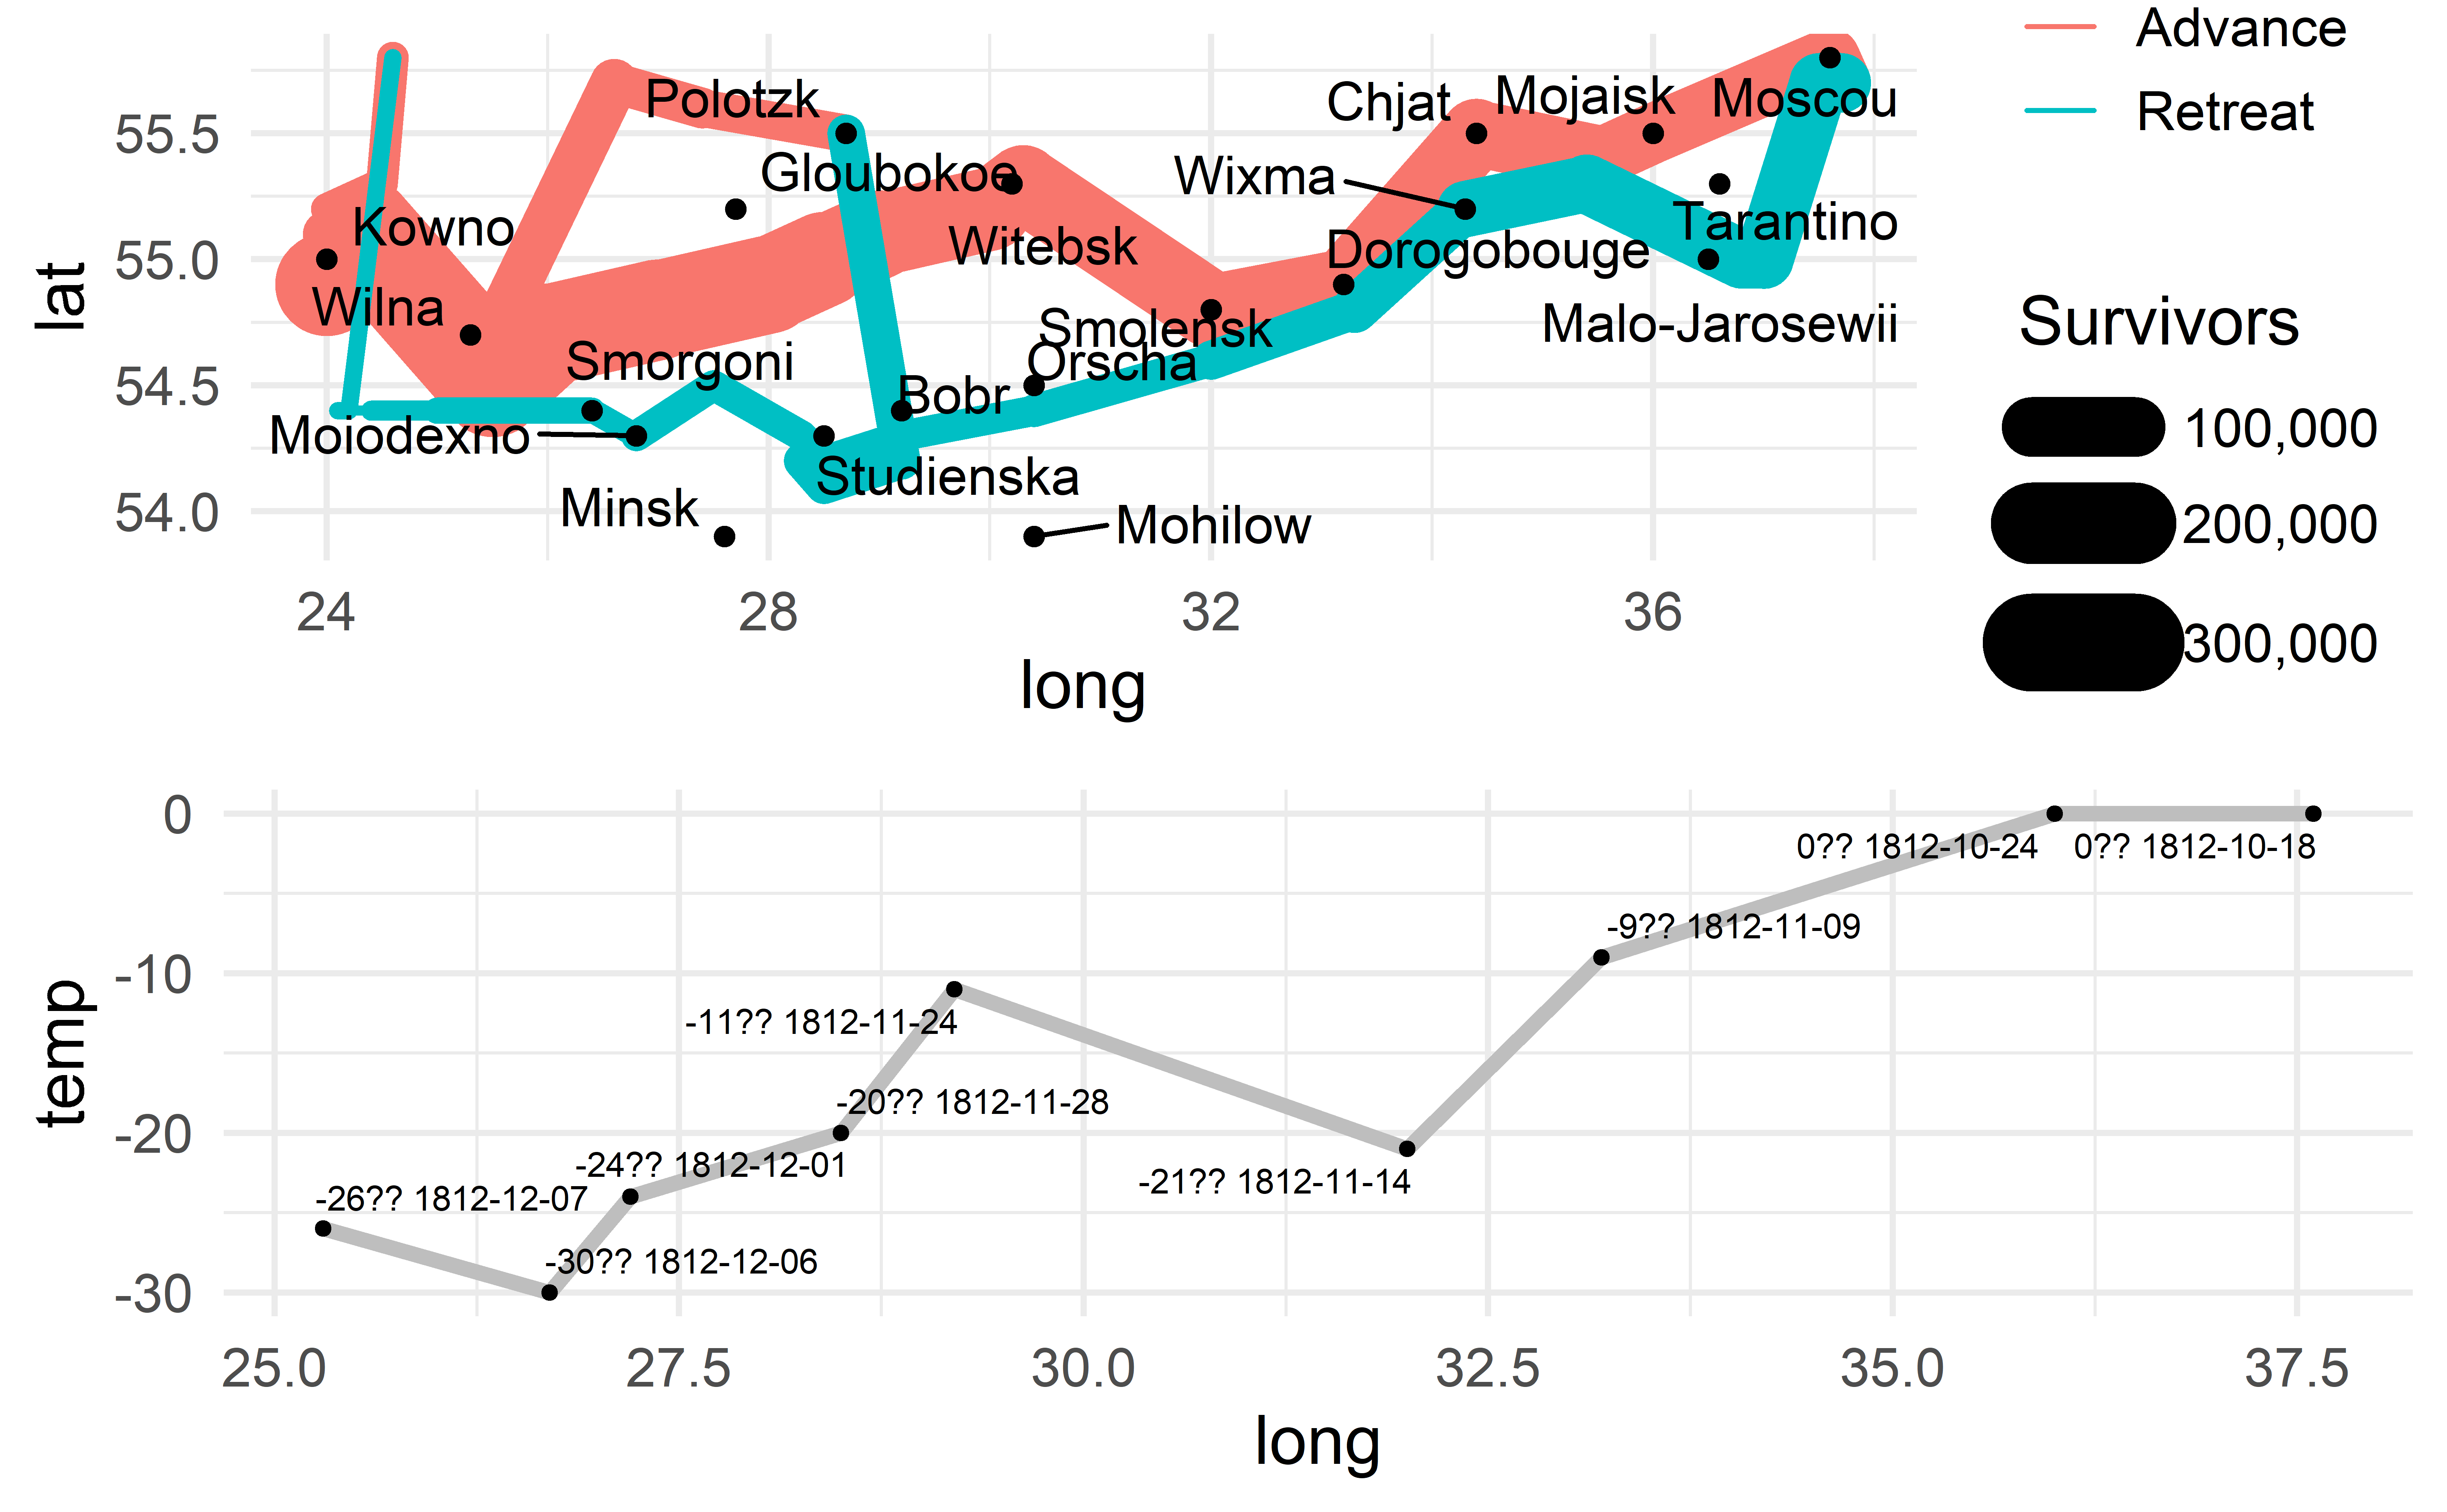 Advance
Retreat
Survivors
100,000
200,000
300,000
lat
55.5
55.0
54.5
54.0
Polotzk
Chjat
Mojaisk
Moscou
Gloubokoe
Wixma
Kowno
Witebsk
Dorogobouge
Tarantino
Wilna
Smolensk
Malo-Jarosewii
Smorgoni
Orscha
Bobr
Moiodexno
Studienska
Minsk
Mohilow
24 28 32 36
long
temp
0
-10
-20
-30
0?? 1812-10-24
0?? 1812-10-18
-9?? 1812-11-09
-11?? 1812-11-24
-20?? 1812-11-28
-24?? 1812-12-01
-21?? 1812-11-14
-26?? 1812-12-07
-30?? 1812-12-06
25.0 27.5 30.0 32.5 35.0 37.5
long